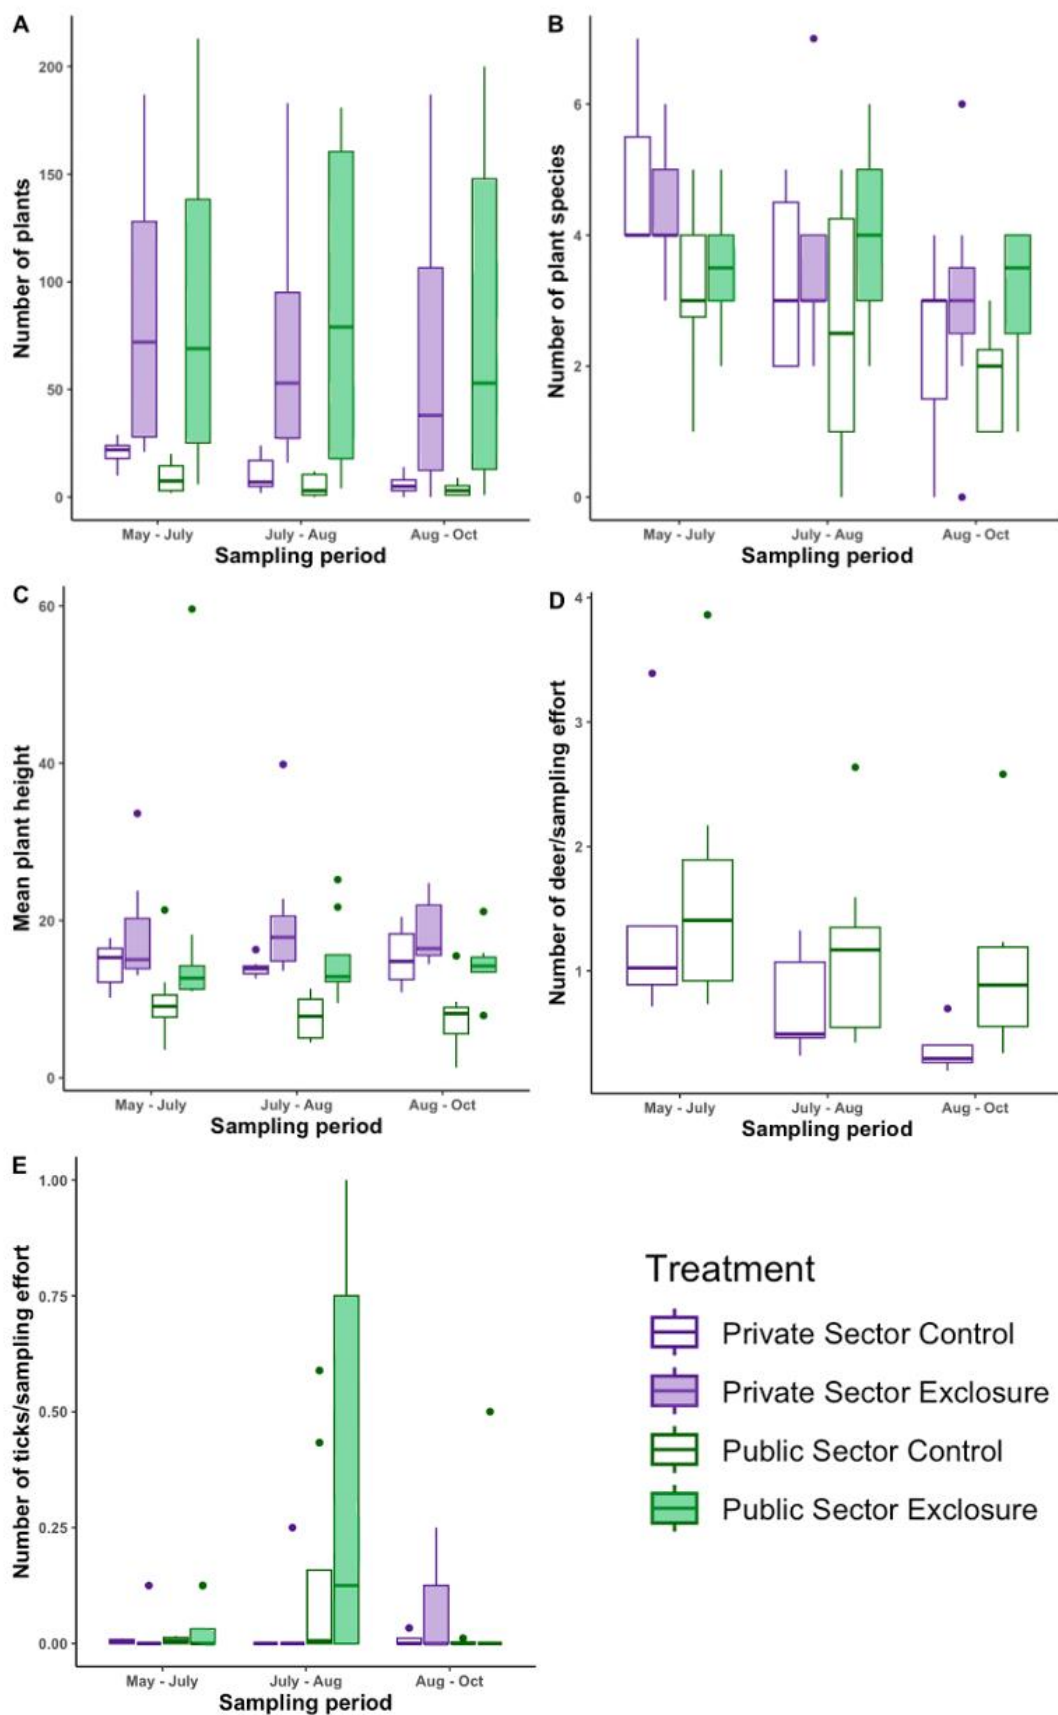 A
Number of plants
200
150
100
50
0
May - July
July - Aug
Aug - Oct
Sampling period
B
Number of plant species
6
4
2
0
May - July
July - Aug
Aug - Oct
Sampling period
C
Mean plant height
60
40
20
0
May - July
July - Aug
Aug - Oct
Sampling period
D
Number of deer/sampling effort
4
3
2
1
May - July
July - Aug
Aug - Oct
Sampling period
E
Number of ticks/sampling effort
1.00
0.75
0.50
0.25
0.00
May - July
July - Aug
Aug - Oct
Sampling period
Treatment
Private Sector Control
Private Sector Exclosure
Public Sector Control
Public Sector Exclosure